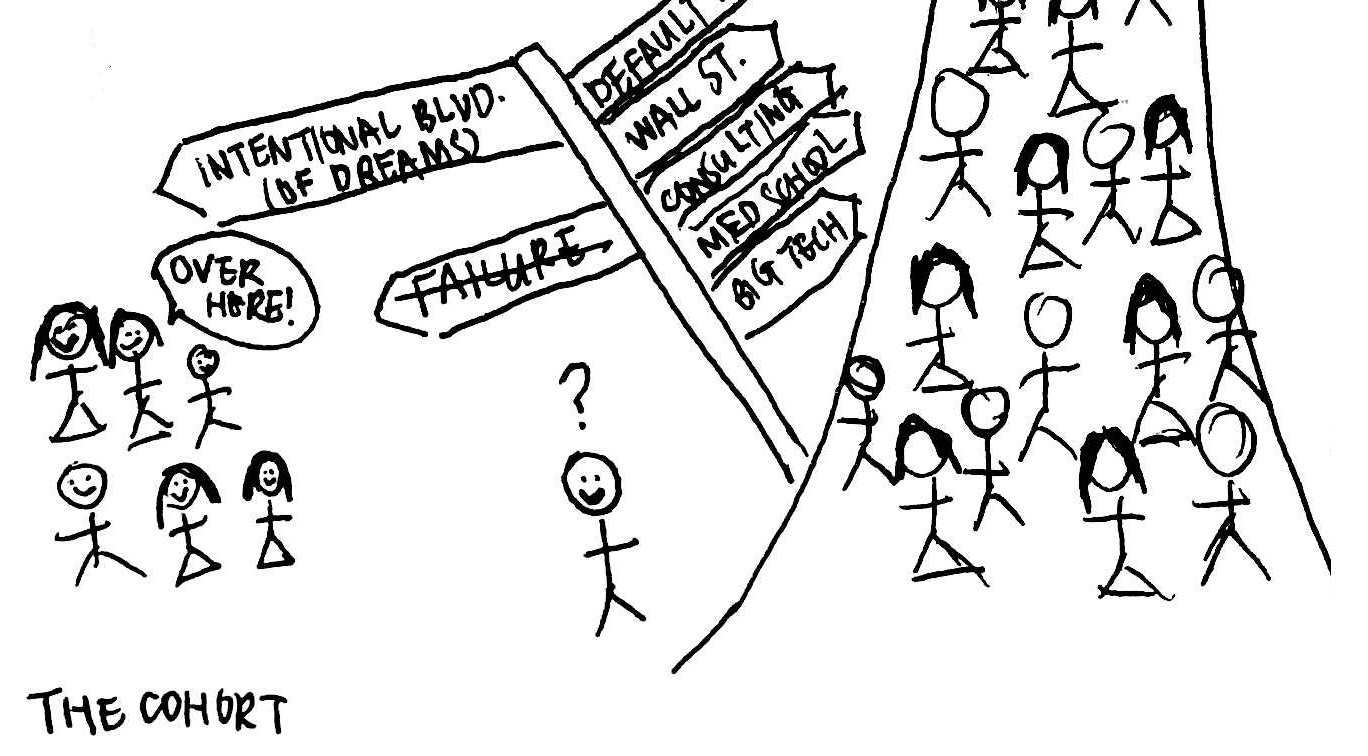 INTENTIONAL BLVD.
(OF DREAMS)
FAILURE
DEFAULT
WALL ST.
CONSULTING
MED SCHOOL
BIG TECH
OVER
HERE!
?
THE COHORT